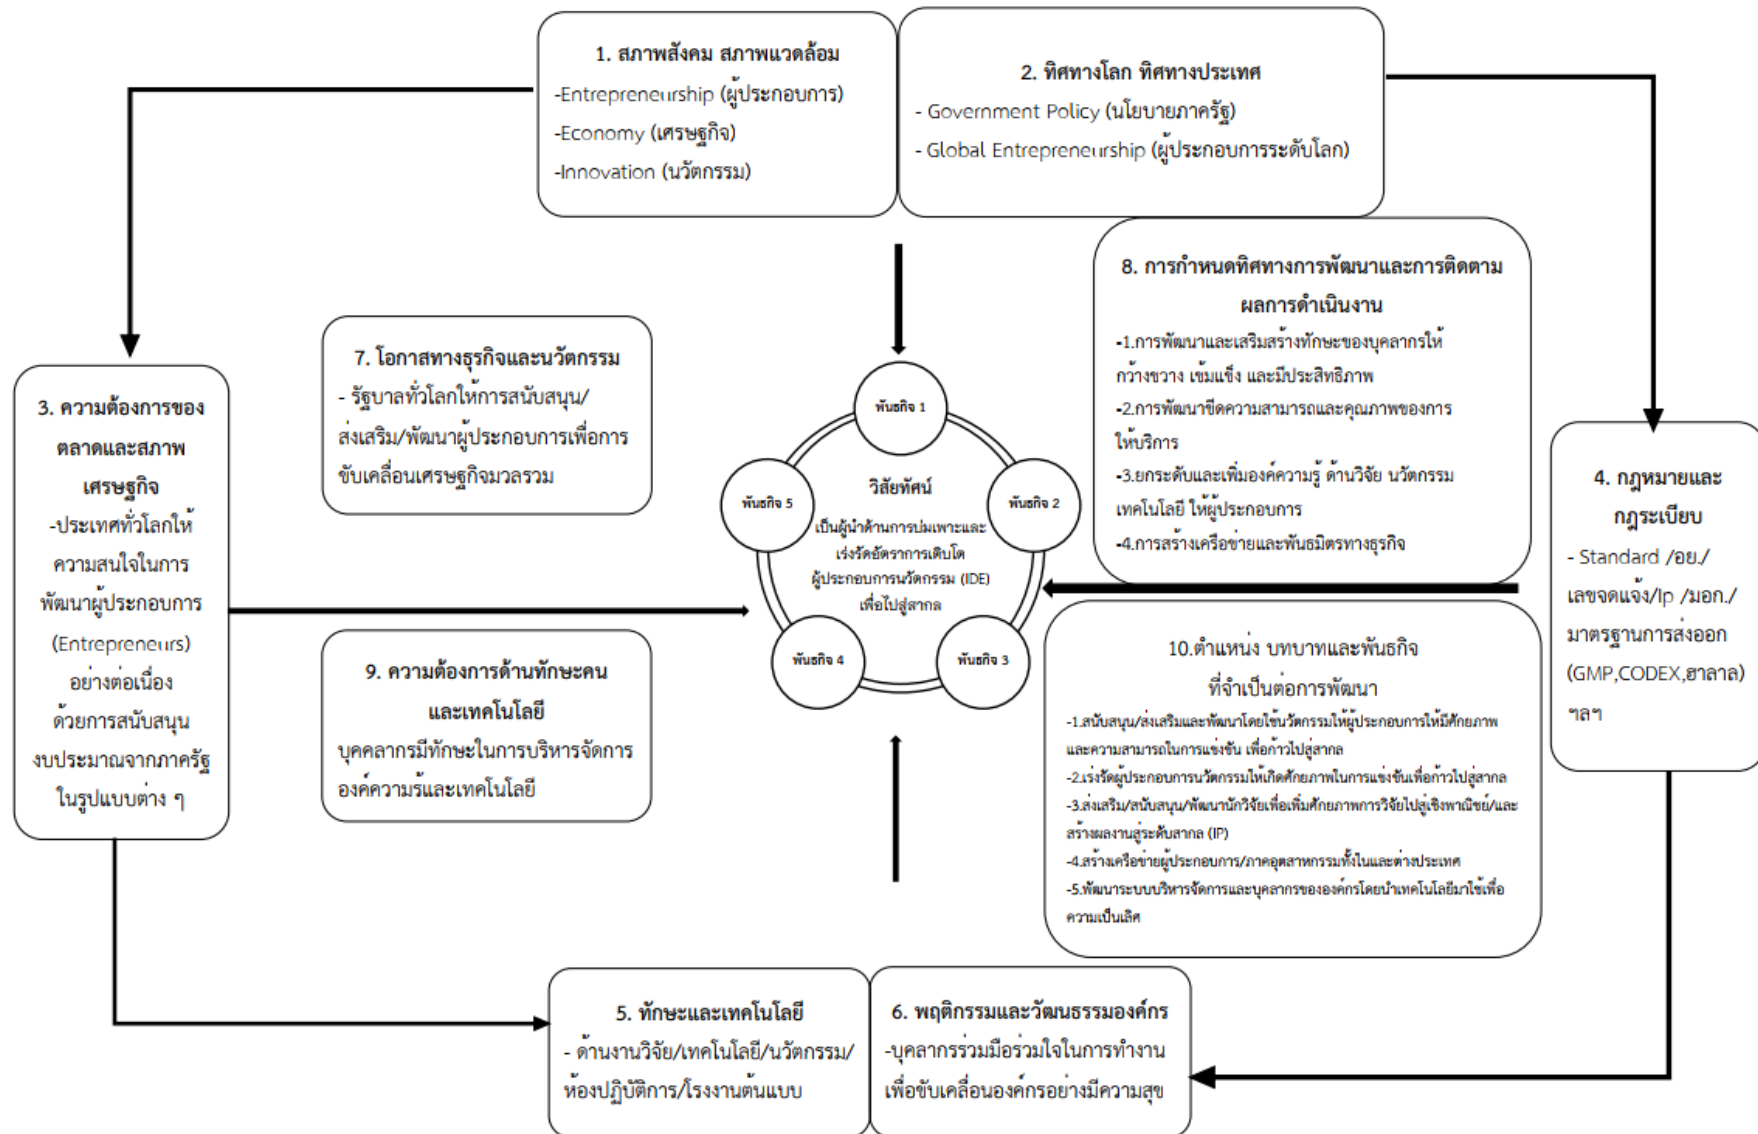 1. สภาพสังคม สภาพแวดล้อม
-Entrepreneurship (ผู้ประกอบการ)
-Economy (เศรษฐกิจ)
-Innovation (นวัตกรรม)
2. ทิศทางโลก ทิศทางประเทศ
- Government Policy (นโยบายภาครัฐ)
- Global Entrepreneurship (ผู้ประกอบการระดับโลก)
3. ความต้องการของ
ตลาดและสภาพ
เศรษฐกิจ
-ประเทศทั่วโลกให้
ความสนใจในการ
พัฒนาผู้ประกอบการ
(Entrepreneurs)
อย่างต่อเนื่อง
ด้วยการสนับสนุน
งบประมาณจากภาครัฐ
ในรูปแบบต่าง ๆ
7. โอกาสทางธุรกิจและนวัตกรรม
- รัฐบาลทั่วโลกให้การสนับสนุน/
ส่งเสริม/พัฒนาผู้ประกอบการเพื่อการ
ขับเคลื่อนเศรษฐกิจมวลรวม
9. ความต้องการด้านทักษะคน
และเทคโนโลยี
บุคคลากรมีทักษะในการบริหารจัดการ
องค์ความรู้และเทคโนโลยี
พันธกิจ 1
พันธกิจ 5
พันธกิจ 2
วิสัยทัศน์
เป็นผู้นำด้านการบ่มเพาะและ
เร่งรัดอัตราการเติบโต
ผู้ประกอบการนวัตกรรม (IDE)
เพื่อไปสู่สากล
พันธกิจ 4
พันธกิจ 3
8. การกำหนดทิศทางการพัฒนาและการติดตาม
ผลการดำเนินงาน
-1.การพัฒนาและเสริมสร้างทักษะของบุคลากรให้
กว้างขวาง เข้มแข็ง และมีประสิทธิภาพ
-2.การพัฒนาขีดความสามารถและคุณภาพของการ
ให้บริการ
-3.ยกระดับและเพิ่มองค์ความรู้ ด้านวิจัย นวัตกรรม
เทคโนโลยี ให้ผู้ประกอบการ
-4.การสร้างเครือข่ายและพันธมิตรทางธุรกิจ
10.ตำแหน่ง บทบาทและพันธกิจ
ที่จำเป็นต่อการพัฒนา
-1.สนับสนุน/ส่งเสริมและพัฒนาโดยใช้นวัตกรรมให้ผู้ประกอบการให้มีศักยภาพ
และความสามารถในการแข่งขัน เพื่อก้าวไปสู่สากล
-2.เร่งรัดผู้ประกอบการนวัตกรรมให้เกิดศักยภาพในการแข่งขันเพื่อก้าวไปสู่สากล
-3.ส่งเสริม/สนับสนุน/พัฒนานักวิจัยเพื่อเพิ่มศักยภาพการวิจัยไปสู่เชิงพาณิชย์/และ
สร้างผลงานสู่ระดับสากล (IP)
-4.สร้างเครือข่ายผู้ประกอบการ/ภาคอุตสาหกรรมทั้งในและต่างประเทศ
-5.พัฒนาระบบบริหารจัดการและบุคลากรขององค์กรโดยนำเทคโนโลยีมาใช้เพื่อ
ความเป็นเลิศ
4. กฎหมายและ
กฎระเบียบ
- Standard /อย./
เลขจดแจ้ง/Ip /มอก./
มาตรฐานการส่งออก
(GMP,CODEX,ฮาลาล)
ฯลฯ
5. ทักษะและเทคโนโลยี
- ด้านงานวิจัย/เทคโนโลยี/นวัตกรรม/
ห้องปฏิบัติการ/โรงงานต้นแบบ
6. พฤติกรรมและวัฒนธรรมองค์กร
-บุคลากรร่วมมือร่วมใจในการทำงาน
เพื่อขับเคลื่อนองค์กรอย่างมีความสุข